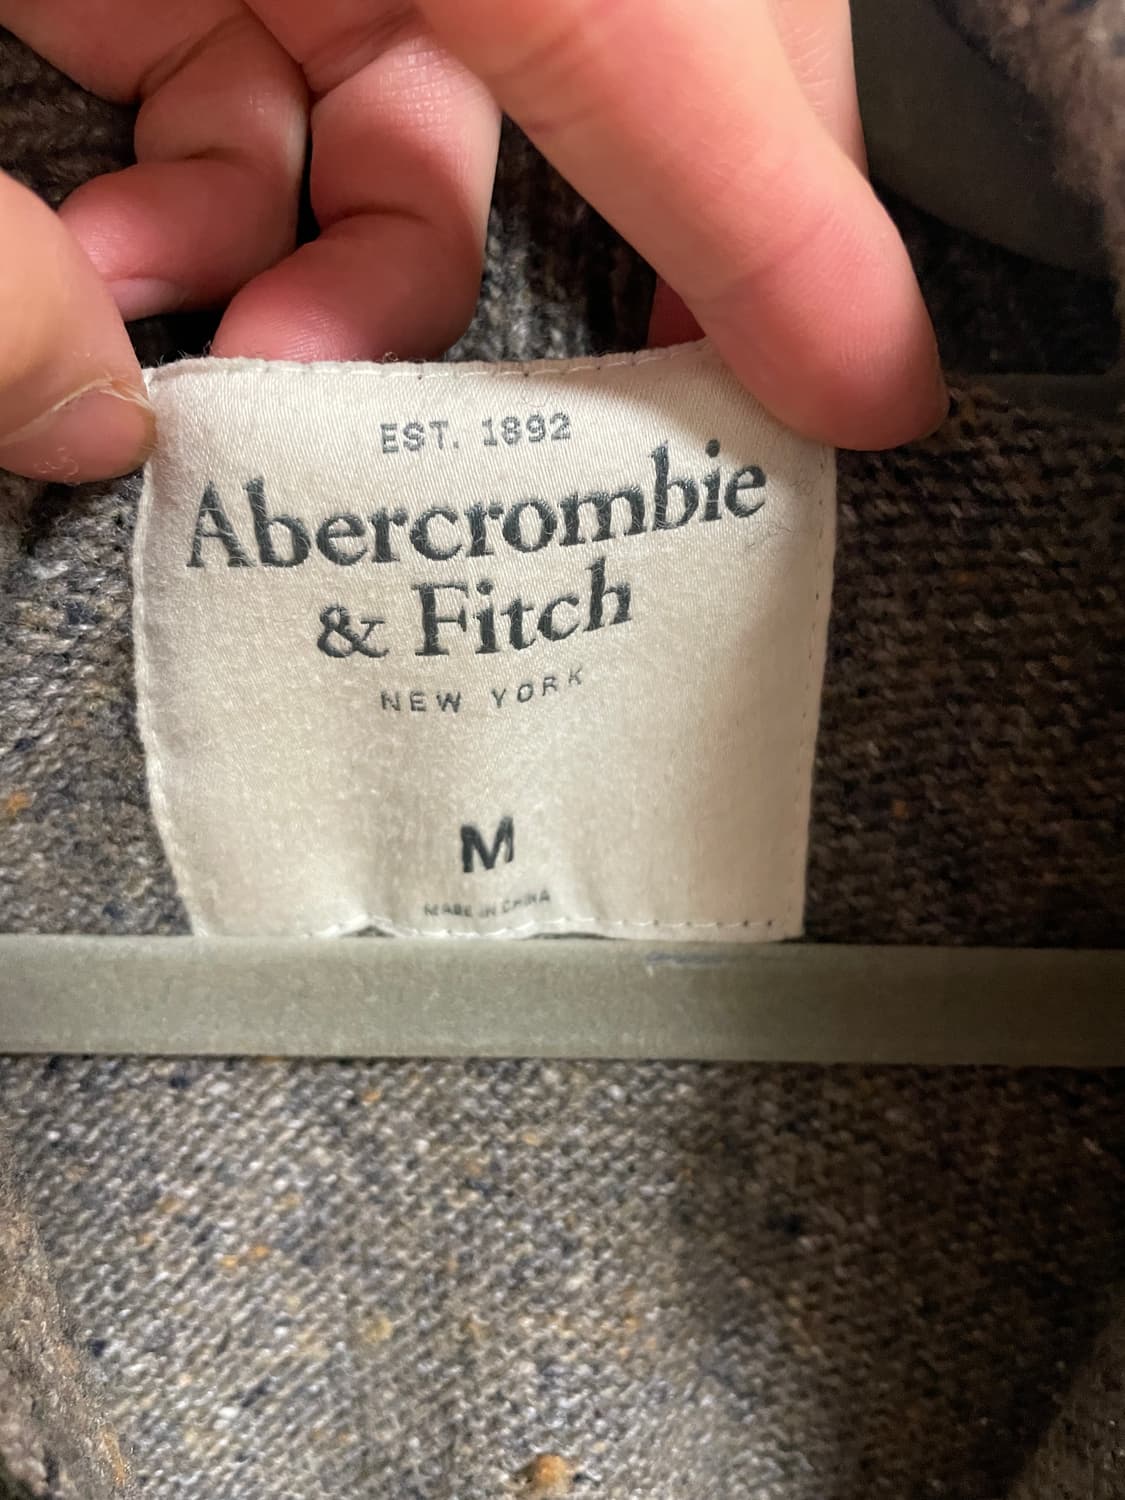 EST. 1892
Abercrombie
& Fitch
NEW YORK
M
MADE IN CHINA